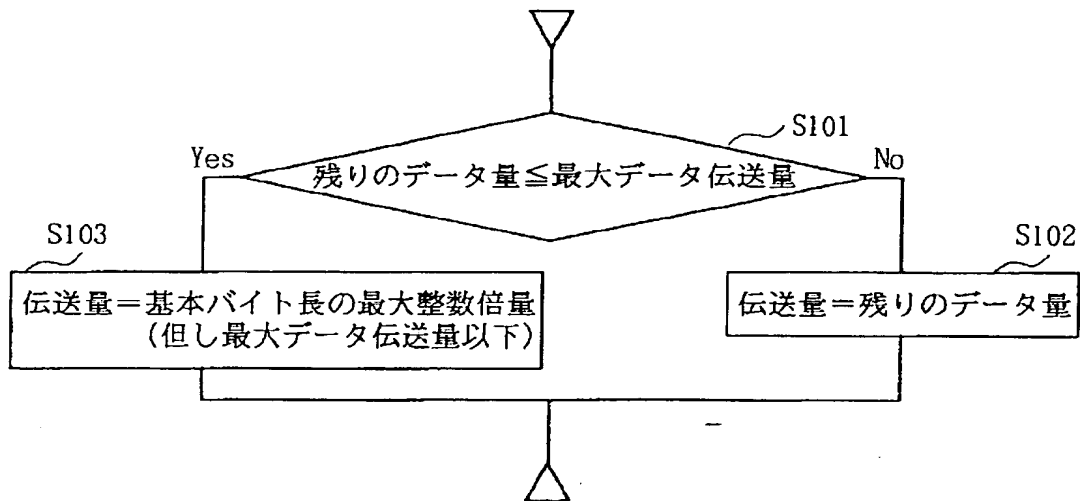 S101
Yes
残りのデータ量≦最大データ伝送量
No
S103
伝送量＝基本バイト長の最大整数倍量
(但し最大データ伝送量以下)
S102
伝送量＝残りのデータ量